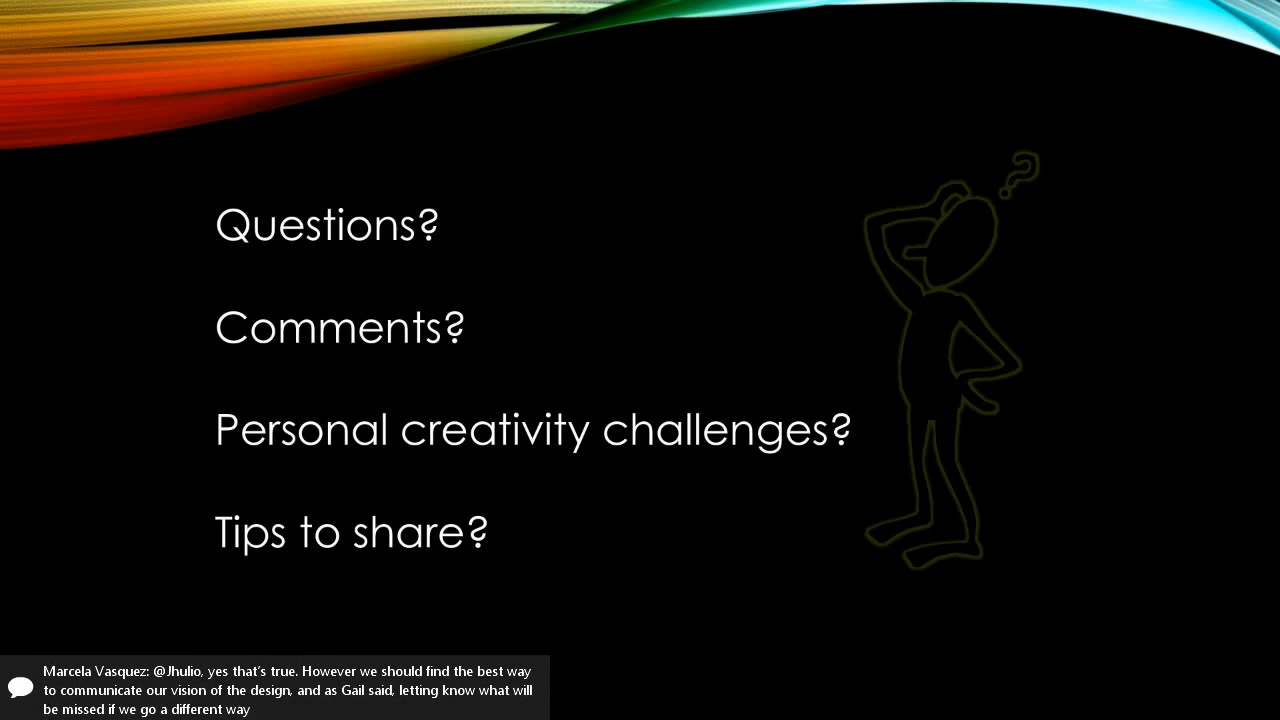 ?
Questions?
Comments?
Personal creativity challenges?
Tips to share?
Marcela Vasquez: @Jhulio, yes that's true. However we should find the best way
to communicate our vision of the design, and as Gail said, letting know what will
be missed if we go a different way